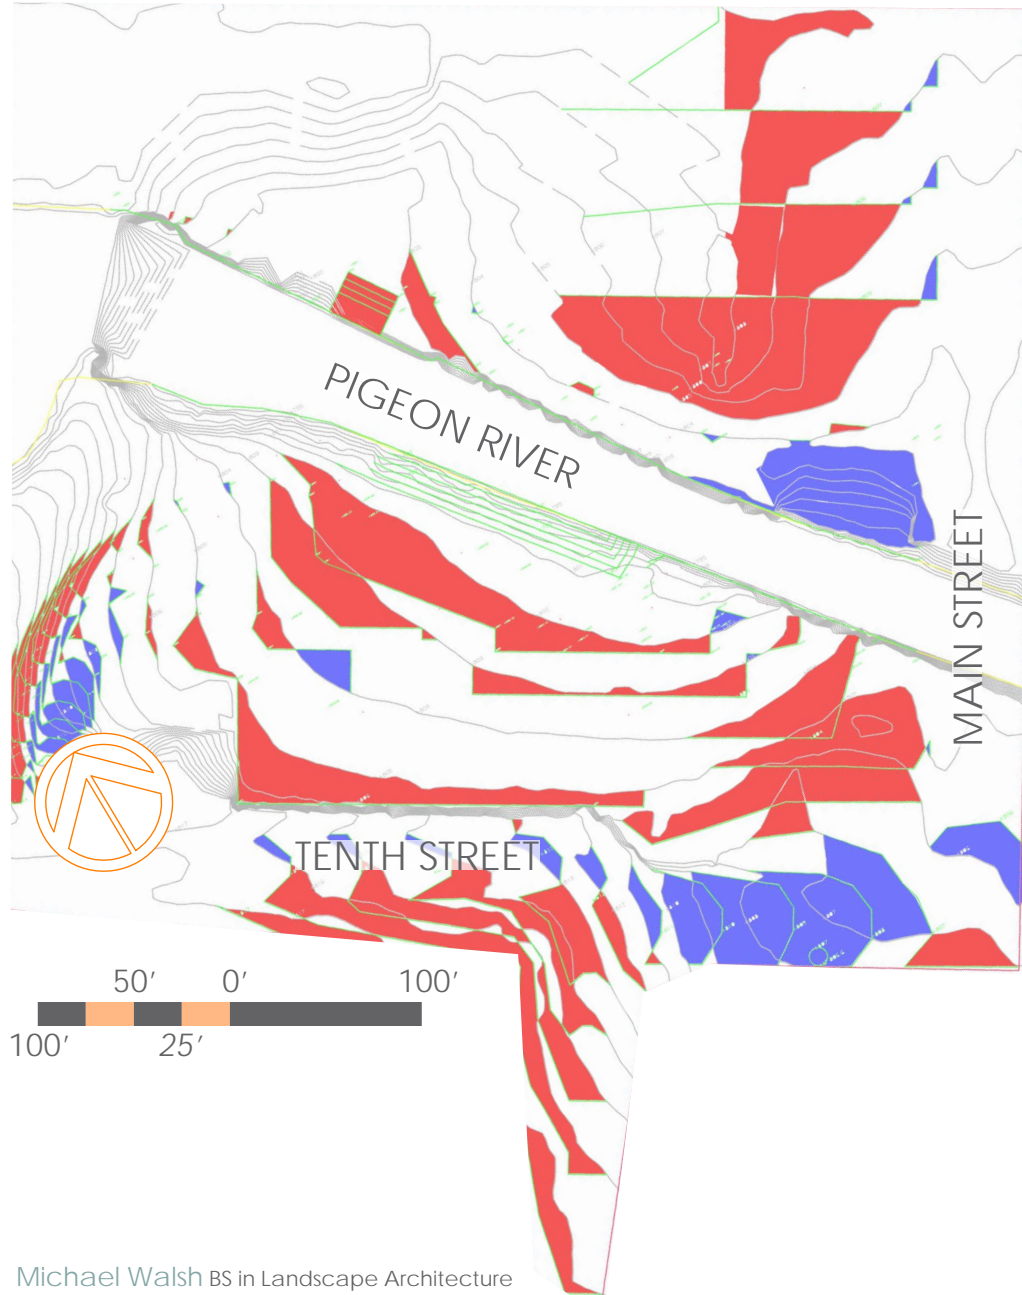 PIGEON RIVER
MAIN STREET
TENTH STREET
50' 0' 100'
100' 25'
Michael Walsh BS in Landscape Architecture